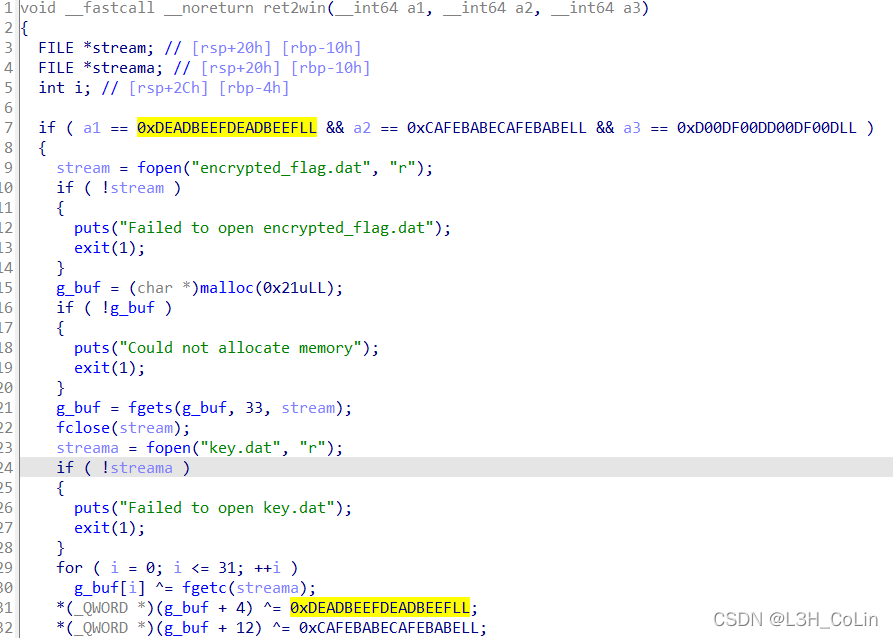 1 void __fastcall __noreturn ret2win(__int64 a1, __int64 a2, __int64 a3)
2 {
3 FILE *stream; // [rsp+20h] [rbp-10h]
4 FILE *streama; // [rsp+20h] [rbp-10h]
5 int i; // [rsp+2Ch] [rbp-4h]
6
7 if ( a1 == 0xDEADBEEFDEADBEEFLL && a2 == 0xCAFEBABECAFEBABELL && a3 == 0xD00DF00DD00DF00DLL )
8 {
9 stream = fopen("encrypted_flag.dat", "r");
10 if ( !stream )
11 {
12 puts("Failed to open encrypted_flag.dat");
13 exit(1);
14 }
15 g_buf = (char *)malloc(0x21uLL);
16 if ( !g_buf )
17 {
18 puts("Could not allocate memory");
19 exit(1);
20 }
21 g_buf = fgets(g_buf, 33, stream);
22 fclose(stream);
23 streama = fopen("key.dat", "r");
24 if ( !streama )
25 {
26 puts("Failed to open key.dat");
27 exit(1);
28 }
29 for ( i = 0; i <= 31; ++i )
30 g_buf[i] ^= fgetc(streama);
31 *(_QWORD *)(g_buf + 4) ^= 0xDEADBEEFDEADBEEFLL;
32 *(_QWORD *)(g_buf + 12) ^= 0xCAFEBABECAFEBABELL;
CSDN @L3H_CoLin